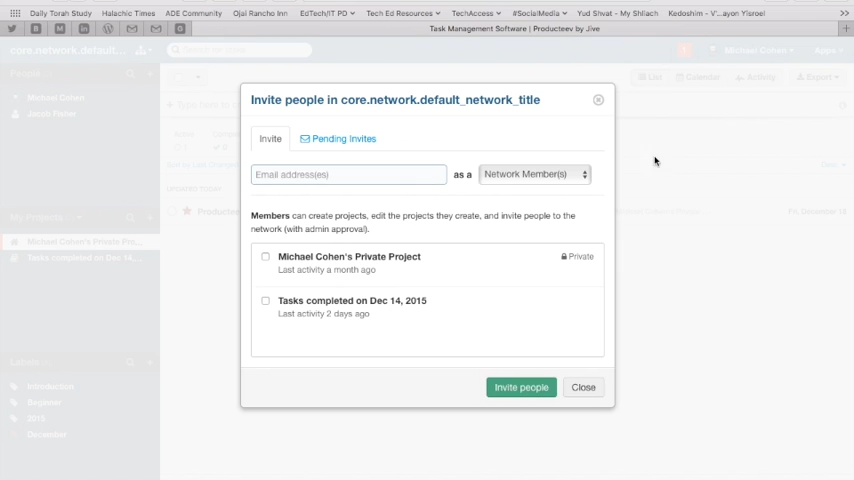 Daily Torah Study Halachic Times ADE Community Ojai Rancho Inn EdTech/IT PD Tech Ed Resources TechAccess #SocialMedia Yud Shvat - My Shliach Kedoshim - V'...ayon Yisroel
Task Management Software | Producteev by Jive
core.network.default...
Michael Cohen
Apps
People
List Calendar Activity Export
Michael Cohen
Jacob Fisher
Invite people in core.network.default_network_title
Invite Pending Invites
Email address(es) as a Network Member(s)
Members can create projects, edit the projects they create, and invite people to the
network (with admin approval).
Michael Cohen's Private Project Private
Last activity a month ago
Tasks completed on Dec 14, 2015
Last activity 2 days ago
Invite people Close
UPDATED TODAY
My Projects
Michael Cohen's Private Pro...
Tasks completed on Dec 14,...
Labels
Introduction
Beginner
2015
December